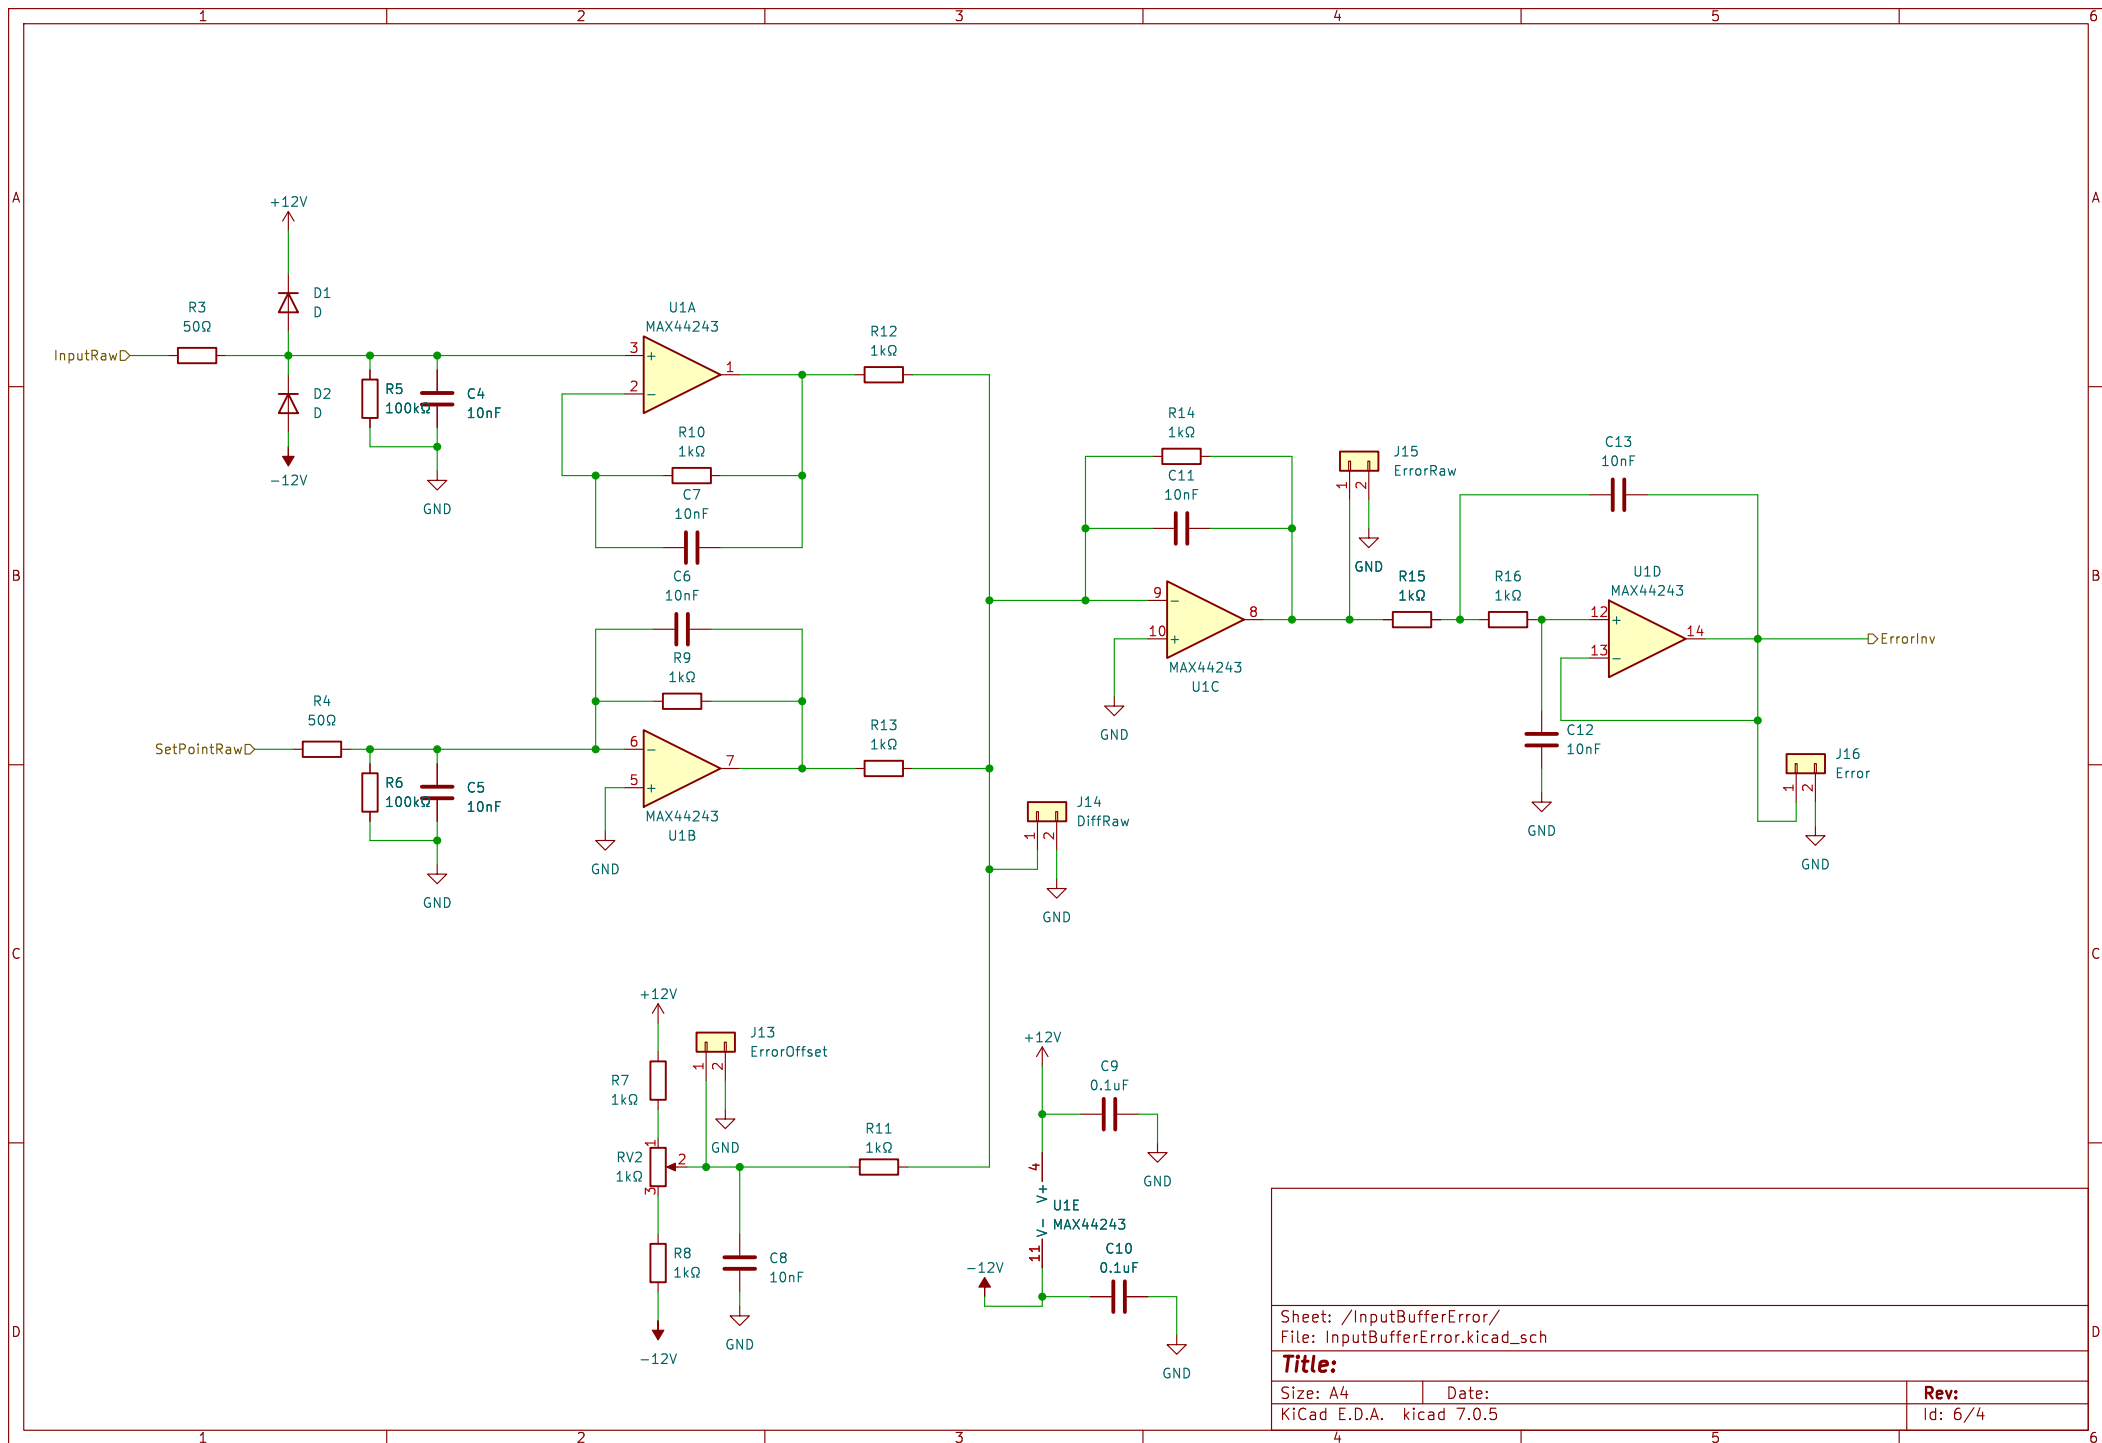 1 2 3 4 5 6
A A
+12V
D1
D
R3
50Ω
U1A
MAX44243
R12
1kΩ
InputRaw
3
+
1
2
−
D2
D
R5
100kΩ
C4
10nF
−12V
GND
R10
1kΩ
C7
10nF
R14
1kΩ
C11
10nF
J15
ErrorRaw
1
2
GND
C13
10nF
B B
C6
10nF
R9
1kΩ
9
−
10
+
8
MAX44243
U1C
GND
R15
1kΩ
R16
1kΩ
U1D
MAX44243
12
+
13
−
14
ErrorInv
R4
50Ω
SetPointRaw
R6
100kΩ
C5
10nF
GND
6
−
5
+
7
MAX44243
U1B
GND
R13
1kΩ
J14
DiffRaw
1
2
GND
C12
10nF
GND
J16
Error
1
2
GND
C C
+12V
J13
ErrorOffset
1
2
GND
R7
1kΩ
RV2
1kΩ
1
2
3
R8
1kΩ
−12V
C8
10nF
GND
R11
1kΩ
+12V
C9
0.1uF
GND
4
V+
U1E
MAX44243
V−
11
C10
0.1uF
−12V
GND
D D
Sheet: /InputBufferError/
File: InputBufferError.kicad_sch
Title:
Size: A4 Date: Rev:
KiCad E.D.A. kicad 7.0.5 Id: 6/4
1 2 3 4 5 6